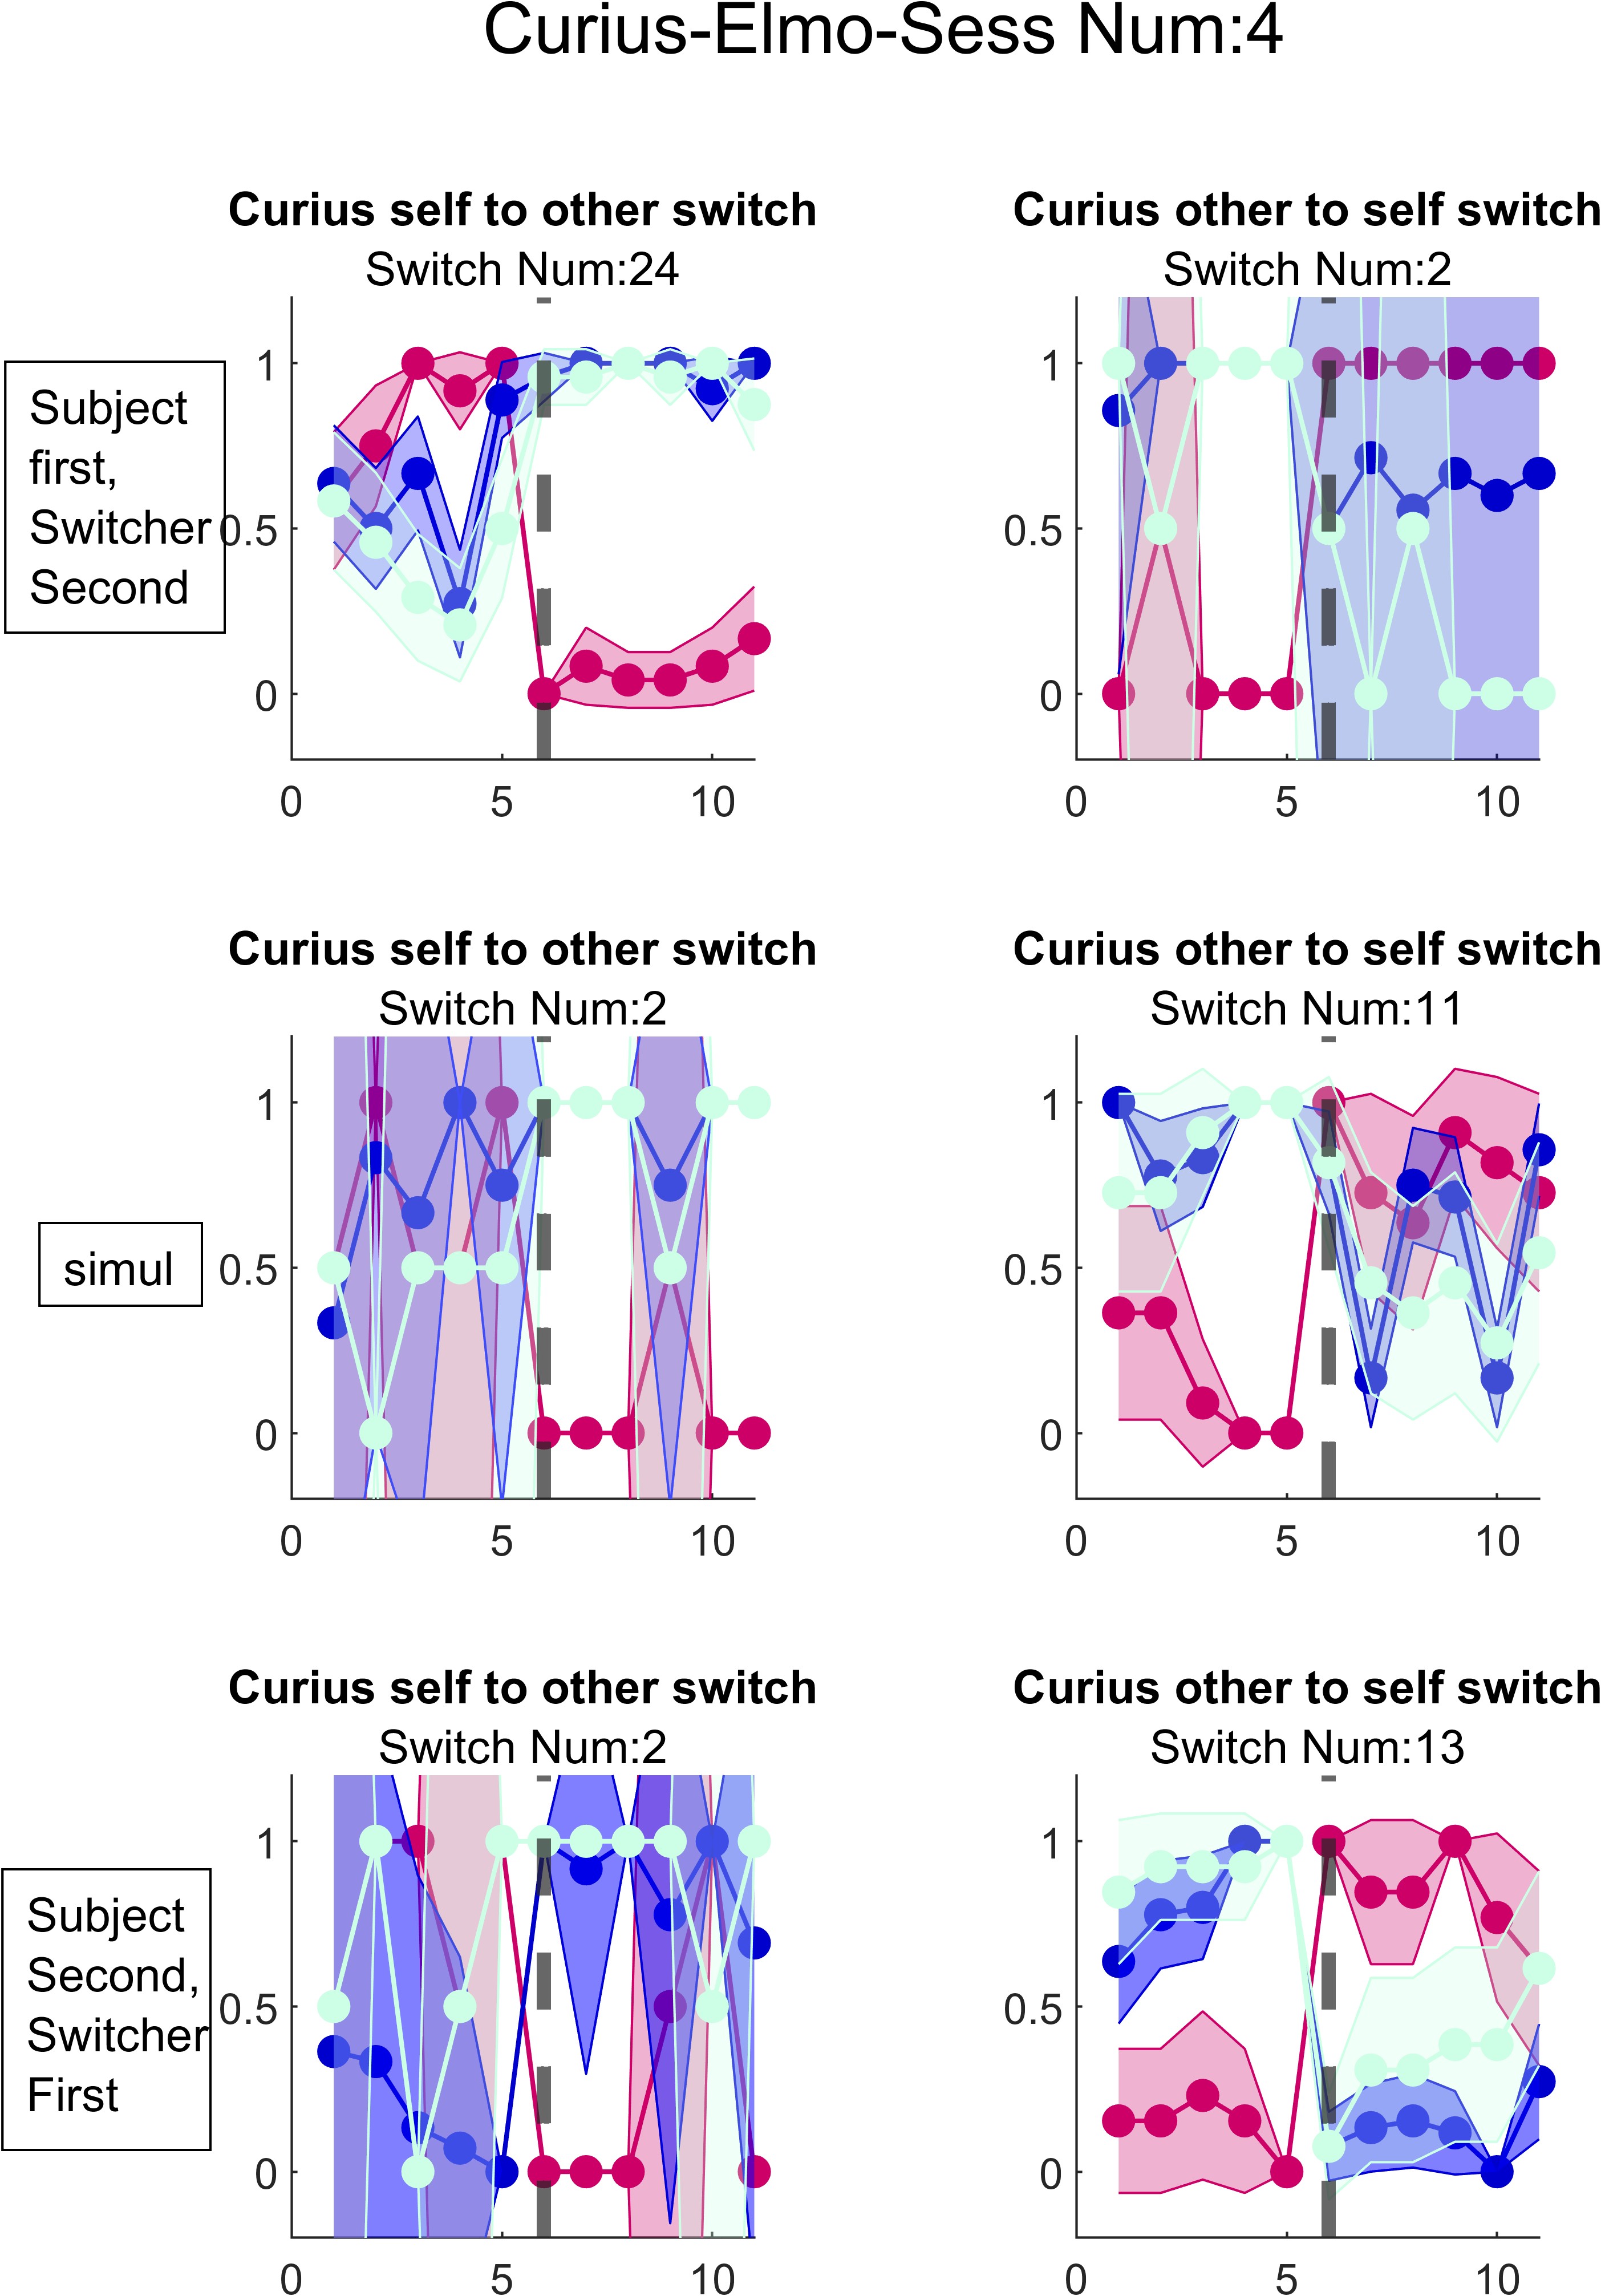 Curius-Elmo-Sess Num:4
Curius self to other switch
Switch Num:24
Curius other to self switch
Switch Num:2
Subject
first,
Switcher
Second
1
0.5
0
0 5 10
1
0.5
0
0 5 10
Curius self to other switch
Switch Num:2
Curius other to self switch
Switch Num:11
simul
1
0.5
0
0 5 10
1
0.5
0
0 5 10
Curius self to other switch
Switch Num:2
Curius other to self switch
Switch Num:13
Subject
Second,
Switcher
First
1
0.5
0
0 5 10
1
0.5
0
0 5 10